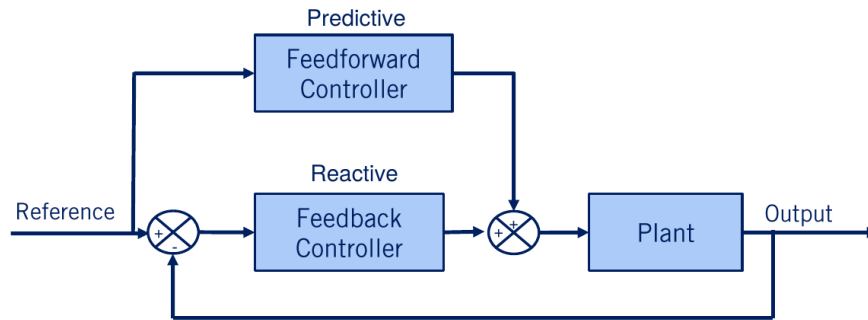 Predictive
Feedforward
Controller
Reactive
Reference
Feedback
Controller
Plant
Output
+
-
+
+